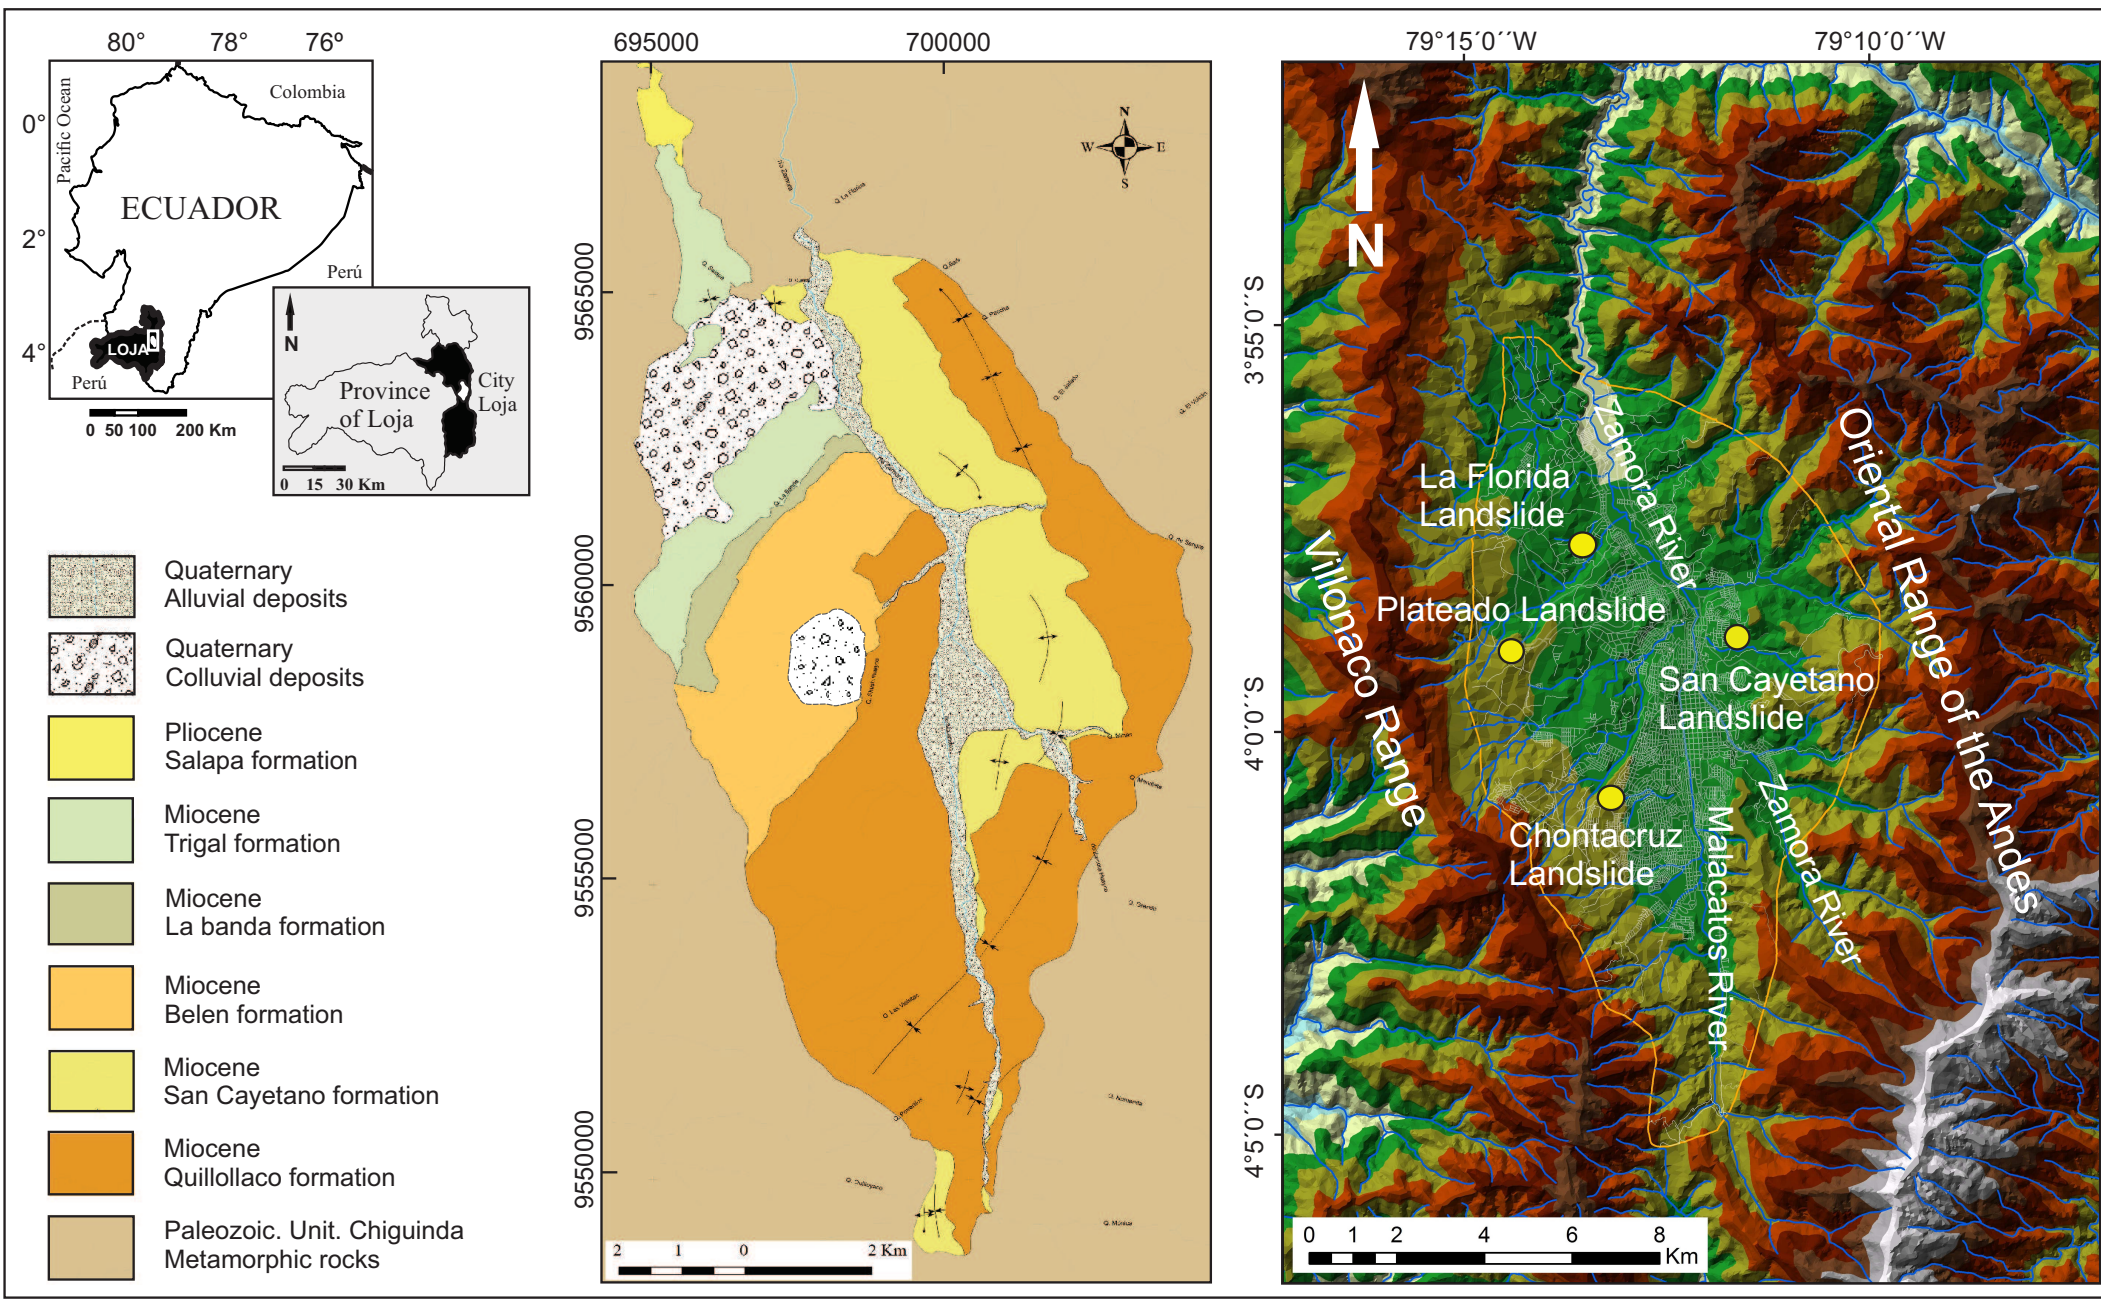 80°
78°
76°
0°
2°
4°
Pacific Ocean
Colombia
ECUADOR
Perú
LOJA
Perú
0 50 100 200 Km
N
Province
of Loja
City
Loja
0 15 30 Km
Quaternary
Alluvial deposits
Quaternary
Colluvial deposits
Pliocene
Salapa formation
Miocene
Trigal formation
Miocene
La banda formation
Miocene
Belen formation
Miocene
San Cayetano formation
Miocene
Quillollaco formation
Paleozoic. Unit. Chiguinda
Metamorphic rocks
695000
700000
9565000
9560000
9555000
9550000
N
W
E
S
Q. La Banda
2 1 0 2 Km
79°15´0´´W
79°10´0´´W
3°55´0´´S
4°0´0´´S
4°5´0´´S
N
Zamora River
La Florida
Landslide
Plateado Landslide
San Cayetano
Landslide
Chontacruz
Landslide
Villonaco Range
Oriental Range of the Andes
Malacatos River
Zamora River
0 1 2 4 6 8
Km